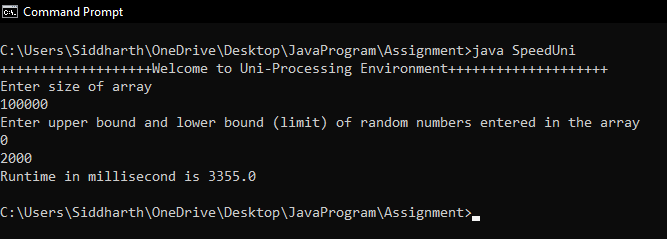 Command Prompt
C:\Users\Siddharth\OneDrive\Desktop\JavaProgram\Assignment>java SpeedUni
+++++++++++++++++++Welcome to Uni-Processing Environment++++++++++++++++++++
Enter size of array
100000
Enter upper bound and lower bound (limit) of random numbers entered in the array
0
2000
Runtime in millisecond is 3355.0
C:\Users\Siddharth\OneDrive\Desktop\JavaProgram\Assignment>